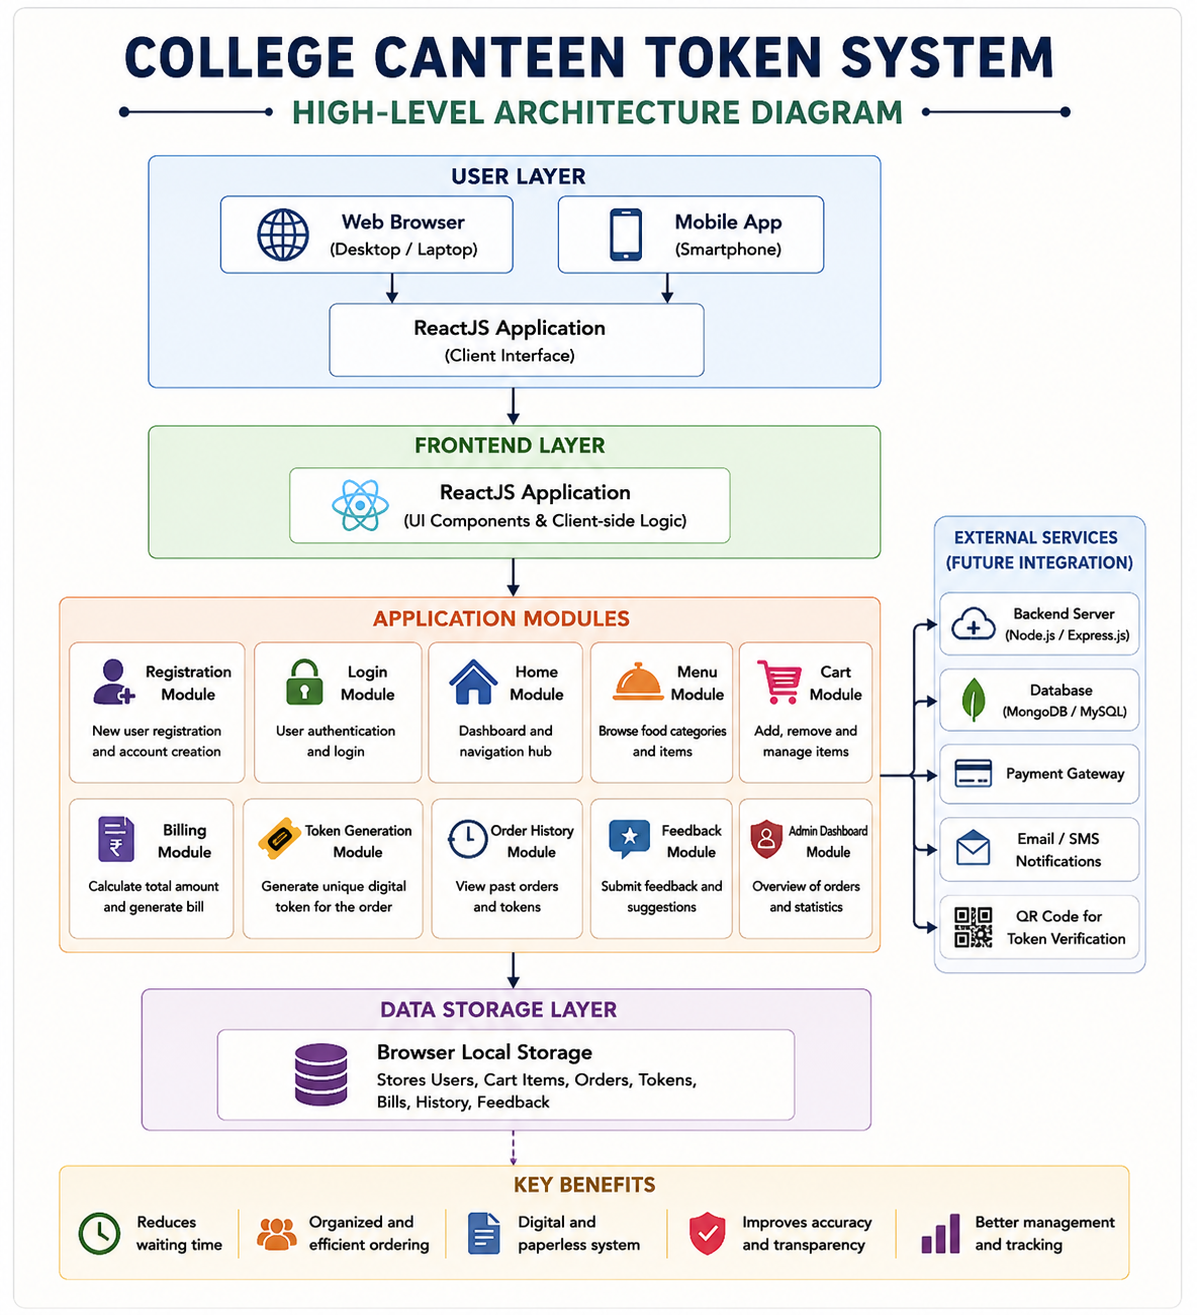 COLLEGE CANTEEN TOKEN SYSTEM
HIGH-LEVEL ARCHITECTURE DIAGRAM
USER LAYER
Web Browser
(Desktop / Laptop)
Mobile App
(Smartphone)
ReactJS Application
(Client Interface)
FRONTEND LAYER
ReactJS Application
(UI Components & Client-side Logic)
APPLICATION MODULES
Registration
Module
New user registration
and account creation
Login
Module
User authentication
and login
Home
Module
Dashboard and
navigation hub
Menu
Module
Browse food categories
and items
Cart
Module
Add, remove and
manage items
Billing
Module
Calculate total amount
and generate bill
Token Generation
Module
Generate unique digital
token for the order
Order History
Module
View past orders
and tokens
Feedback
Module
Submit feedback and
suggestions
Admin Dashboard
Module
Overview of orders
and statistics
EXTERNAL SERVICES
(FUTURE INTEGRATION)
Backend Server
(Node.js / Express.js)
Database
(MongoDB / MySQL)
Payment Gateway
Email / SMS
Notifications
QR Code for
Token Verification
DATA STORAGE LAYER
Browser Local Storage
Stores Users, Cart Items, Orders, Tokens,
Bills, History, Feedback
KEY BENEFITS
Reduces
waiting time
Organized and
efficient ordering
Digital and
paperless system
Improves accuracy
and transparency
Better management
and tracking